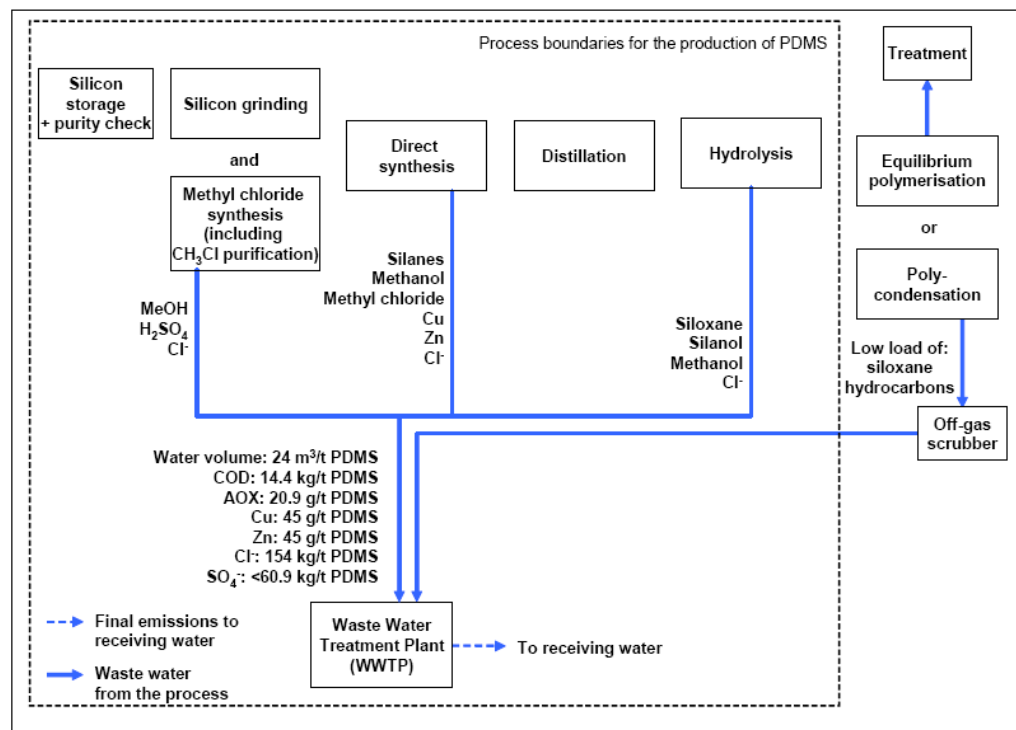 Process boundaries for the production of PDMS
Silicon
storage
+ purity check
Silicon grinding
and
Methyl chloride
synthesis
(including
CH₃Cl purification)
Direct
synthesis
Distillation
Hydrolysis
Treatment
Equilibrium
polymerisation
or
Poly-
condensation
MeOH
H₂SO₄
Cl⁻
Silanes
Methanol
Methyl chloride
Cu
Zn
Cl⁻
Siloxane
Silanol
Methanol
Cl⁻
Low load of:
siloxane
hydrocarbons
Off-gas
scrubber
Water volume: 24 m³/t PDMS
COD: 14.4 kg/t PDMS
AOX: 20.9 g/t PDMS
Cu: 45 g/t PDMS
Zn: 45 g/t PDMS
Cl⁻: 154 kg/t PDMS
SO₄⁻: <60.9 kg/t PDMS
Final emissions to
receiving water
Waste water
from the process
Waste Water
Treatment Plant
(WWTP)
To receiving water